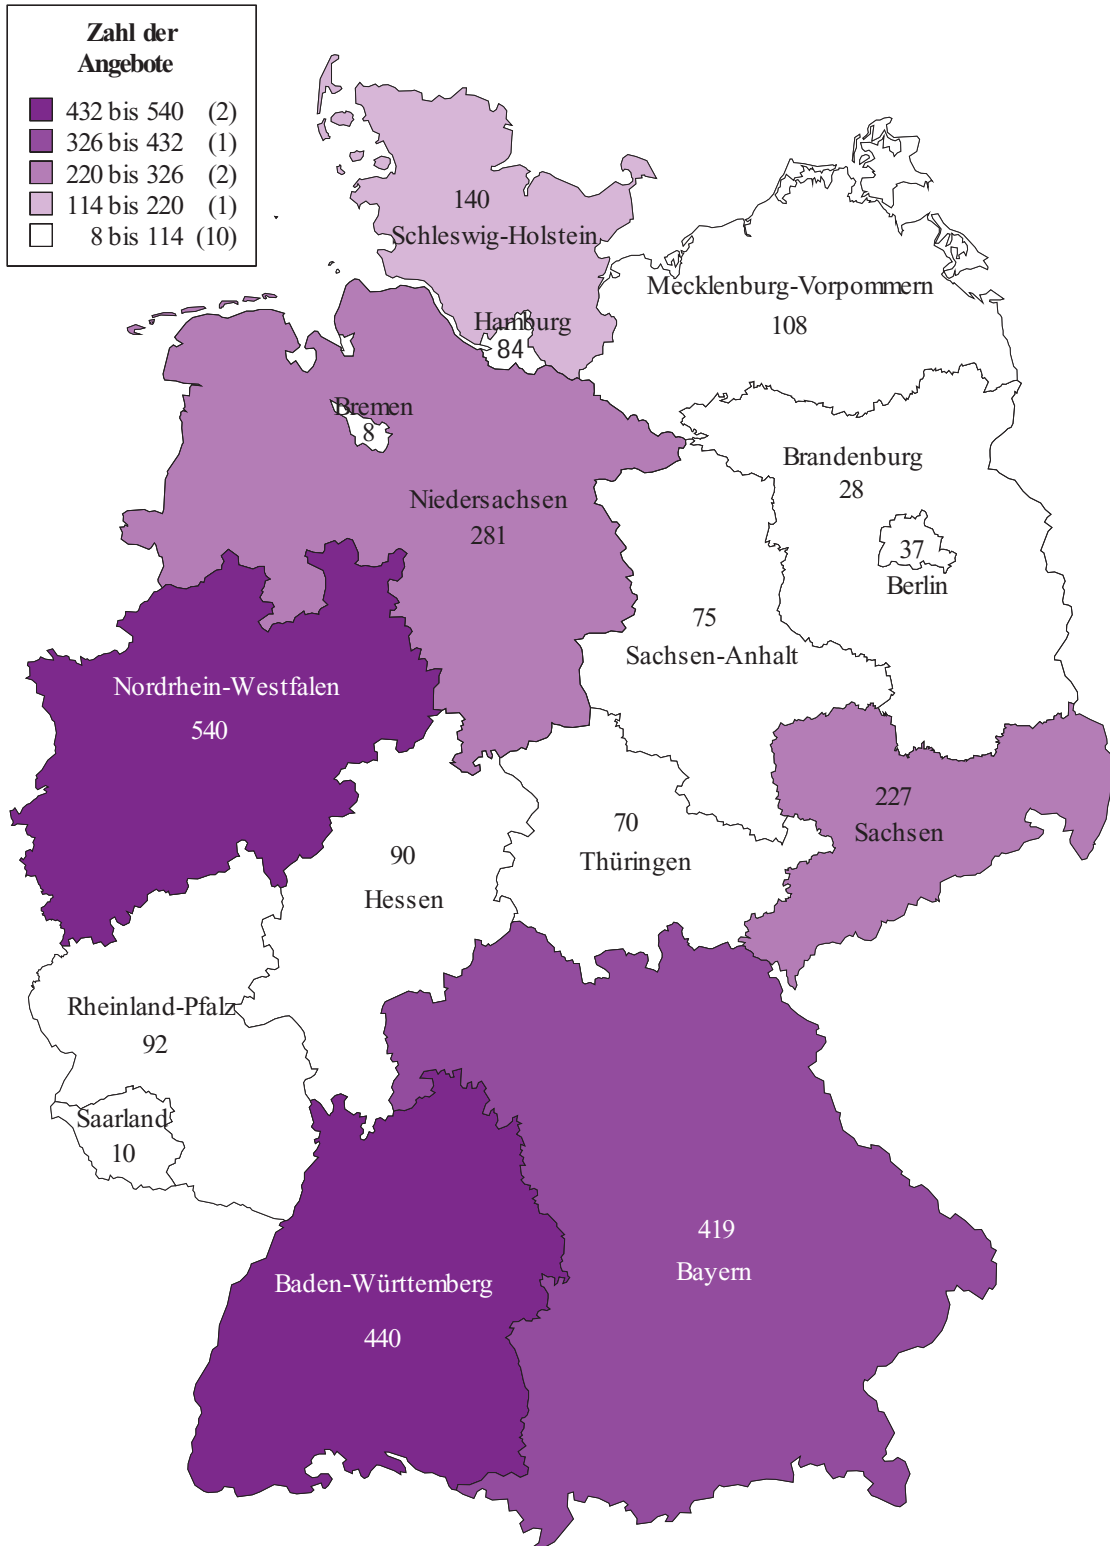 Zahl der
Angebote
432 bis 540 (2)
326 bis 432 (1)
220 bis 326 (2)
114 bis 220 (1)
8 bis 114 (10)
140
Schleswig-Holstein
Mecklenburg-Vorpommern
108
Hamburg
84
Bremen
8
Brandenburg
28
Niedersachsen
281
37
Berlin
75
Sachsen-Anhalt
Nordrhein-Westfalen
540
227
Sachsen
70
Thüringen
90
Hessen
Rheinland-Pfalz
92
Saarland
10
419
Bayern
Baden-Württemberg
440